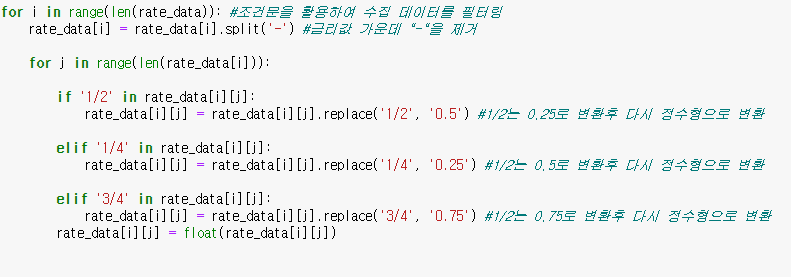 for i in range(len(rate_data)): #조건문을 활용하여 수집 데이터를 필터링
    rate_data[i] = rate_data[i].split('-') #금리값 가운데 "-"을 제거
    for j in range(len(rate_data[i])):
        if '1/2' in rate_data[i][j]:
            rate_data[i][j] = rate_data[i][j].replace('1/2', '0.5') #1/2는 0.25로 변환후 다시 정수형으로 변환
        elif '1/4' in rate_data[i][j]:
            rate_data[i][j] = rate_data[i][j].replace('1/4', '0.25') #1/2는 0.5로 변환후 다시 정수형으로 변환
        elif '3/4' in rate_data[i][j]:
            rate_data[i][j] = rate_data[i][j].replace('3/4', '0.75') #1/2는 0.75로 변환후 다시 정수형으로 변환
        rate_data[i][j] = float(rate_data[i][j])